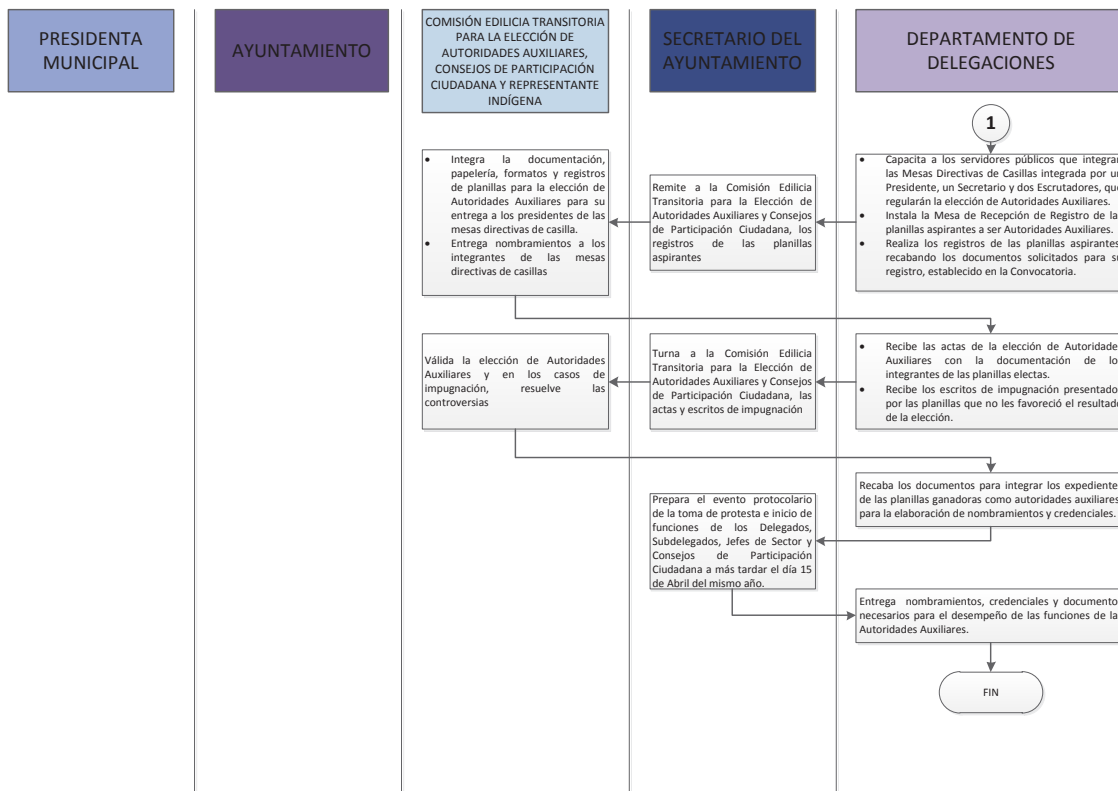 PRESIDENTA
MUNICIPAL
AYUNTAMIENTO
COMISIÓN EDILICIA TRANSITORIA
PARA LA ELECCIÓN DE
AUTORIDADES AUXILIARES,
CONSEJOS DE PARTICIPACIÓN
CIUDADANA Y REPRESENTANTE
INDÍGENA
SECRETARIO DEL
AYUNTAMIENTO
DEPARTAMENTO DE
DELEGACIONES
1
• Capacita a los servidores públicos que integran
las Mesas Directivas de Casillas integrada por un
Presidente, un Secretario y dos Escrutadores, que
regularán la elección de Autoridades Auxiliares.
• Instala la Mesa de Recepción de Registro de la
planillas aspirantes a ser Autoridades Auxiliares.
• Realiza los registros de las planillas aspirantes
recabando los documentos solicitados para su
registro, establecido en la Convocatoria.
Remite a la Comisión Edilicia
Transitoria para la Elección de
Autoridades Auxiliares y Consejos
de Participación Ciudadana, los
registros de las planillas
aspirantes
• Integra la documentación,
papelería, formatos y registros
de planillas para la elección de
Autoridades Auxiliares para su
entrega a los presidentes de las
mesas directivas de casilla.
• Entrega nombramientos a los
integrantes de las mesas
directivas de casillas
• Recibe las actas de la elección de Autoridade
Auxiliares con la documentación de lo
integrantes de las planillas electas.
• Recibe los escritos de impugnación presentado
por las planillas que no les favoreció el resultado
de la elección.
Turna a la Comisión Edilicia
Transitoria para la Elección de
Autoridades Auxiliares y Consejos
de Participación Ciudadana, las
actas y escritos de impugnación
Válida la elección de Autoridades
Auxiliares y en los casos de
impugnación, resuelve las
controversias
Recaba los documentos para integrar los expediente
de las planillas ganadoras como autoridades auxiliares
para la elaboración de nombramientos y credenciales.
Prepara el evento protocolario
de la toma de protesta e inicio de
funciones de los Delegados,
Subdelegados, Jefes de Sector y
Consejos de Participación
Ciudadana a más tardar el día 15
de Abril del mismo año.
Entrega nombramientos, credenciales y documento
necesarios para el desempeño de las funciones de la
Autoridades Auxiliares.
FIN